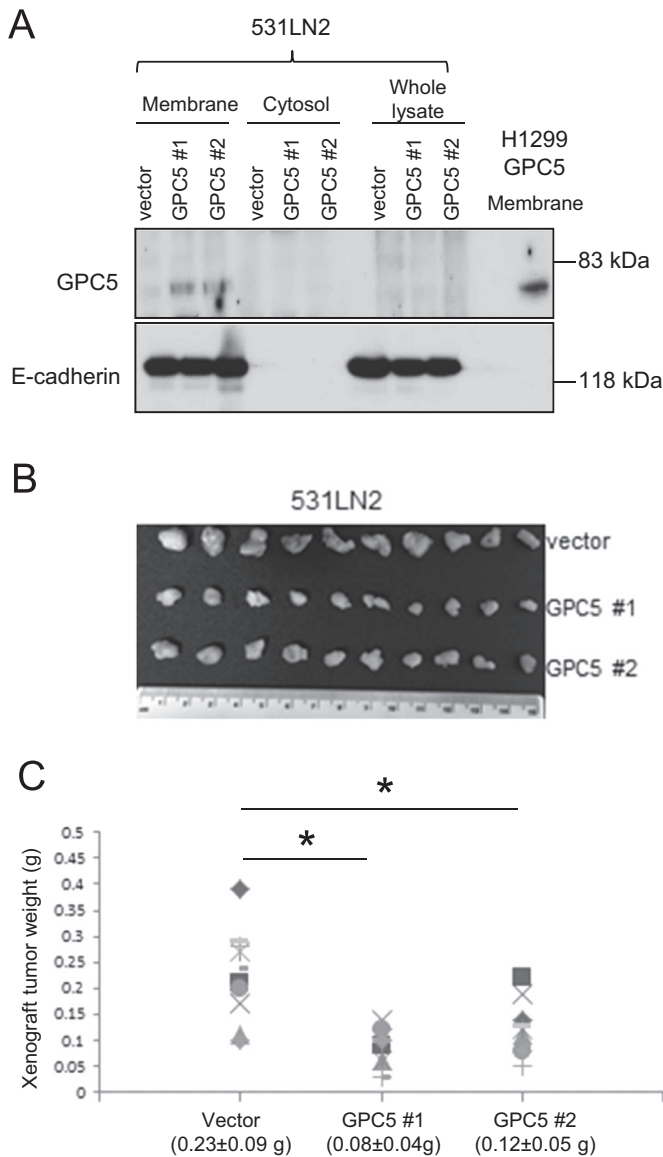 A
531LN2
Membrane Cytosol Whole lysate
vector GPC5 #1 GPC5 #2 vector GPC5 #1 GPC5 #2 vector GPC5 #1 GPC5 #2
H1299
GPC5
Membrane
GPC5
83 kDa
E-cadherin
118 kDa
B
531LN2
vector
GPC5 #1
GPC5 #2
C
*
*
Xenograft tumor weight (g)
0.5
0.45
0.4
0.35
0.3
0.25
0.2
0.15
0.1
0.05
0
Vector GPC5 #1 GPC5 #2
(0.23±0.09 g) (0.08±0.04g) (0.12±0.05 g)